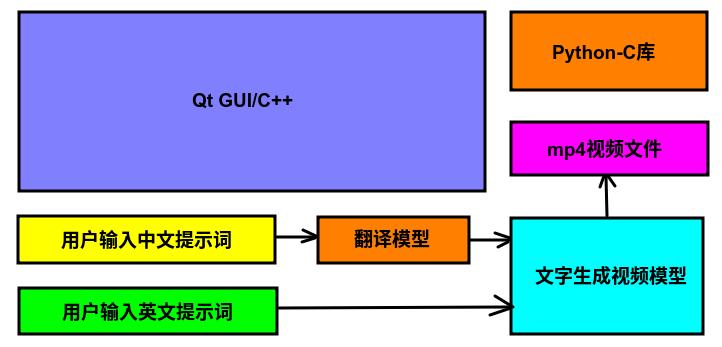 Qt GUI/C++
Python-C库
mp4视频文件
用户输入中文提示词
翻译模型
文字生成视频模型
用户输入英文提示词